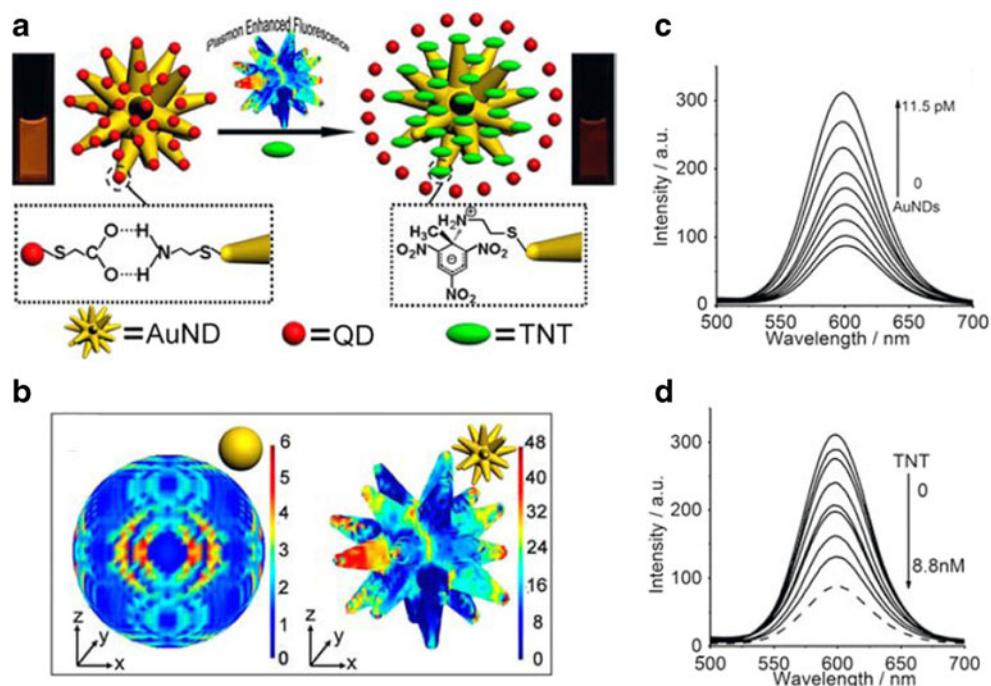 a
Plasmon Enhanced Fluorescence
O
S
O
H
H
N
S
H₂N
⊕
H₃C
S
O₂N
NO₂
⊖
NO₂
=AuND
=QD
=TNT
c
300
200
100
0
11.5 pM
0
AuNDs
Intensity / a.u.
500 550 600 650 700
Wavelength / nm
b
6
5
4
3
2
1
0
z
y
x
48
40
32
24
16
8
0
z
y
x
d
300
200
100
0
TNT
0
8.8nM
Intensity / a.u.
500 550 600 650 700
Wavelength / nm